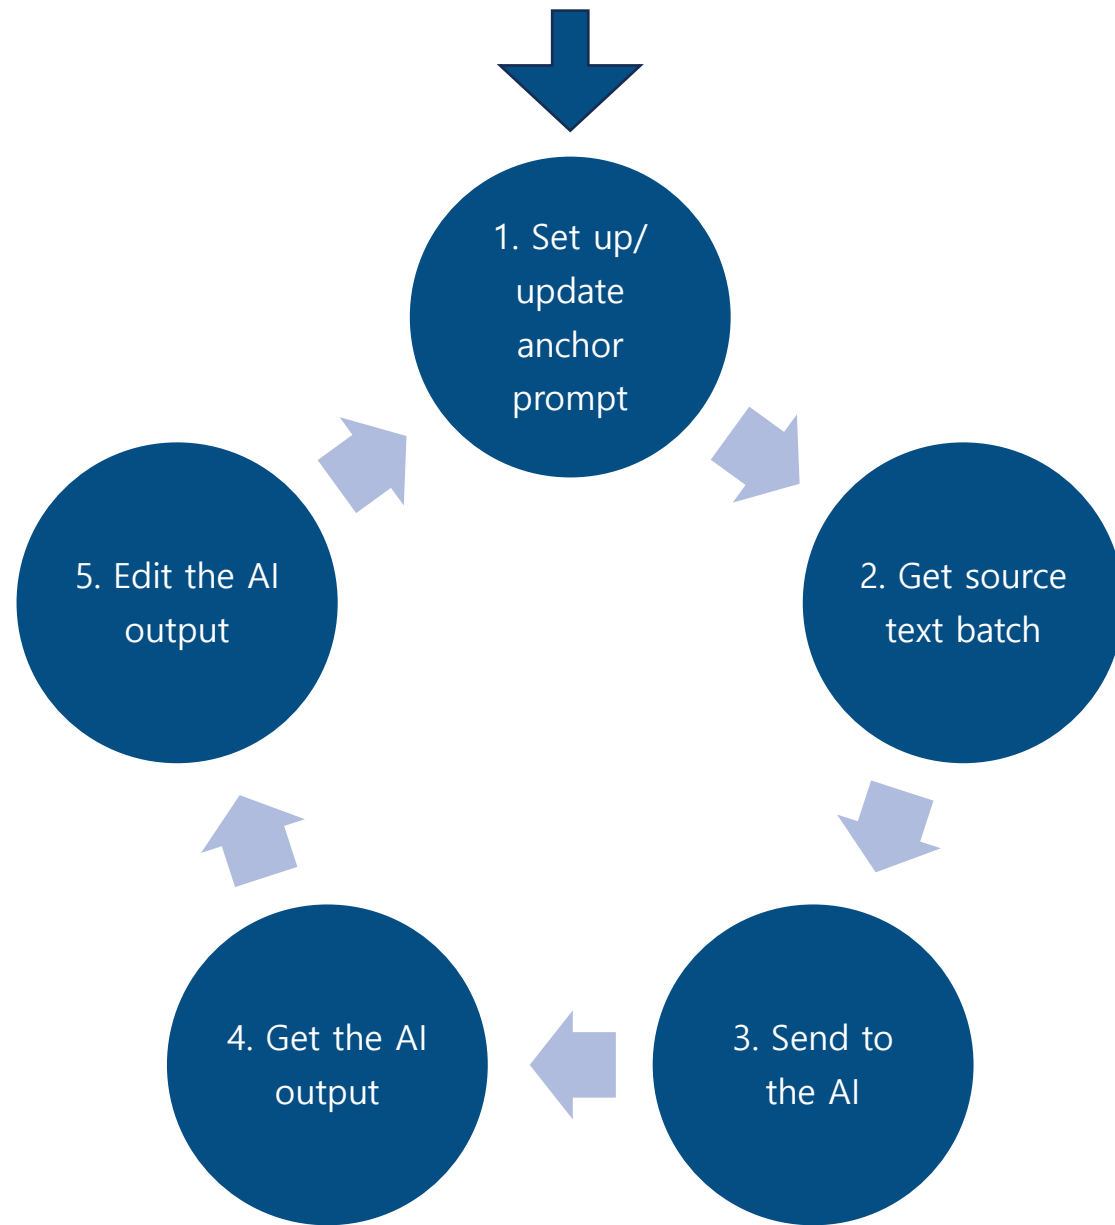 1. Set up/
update
anchor
prompt
2. Get source
text batch
3. Send to
the AI
4. Get the AI
output
5. Edit the AI
output